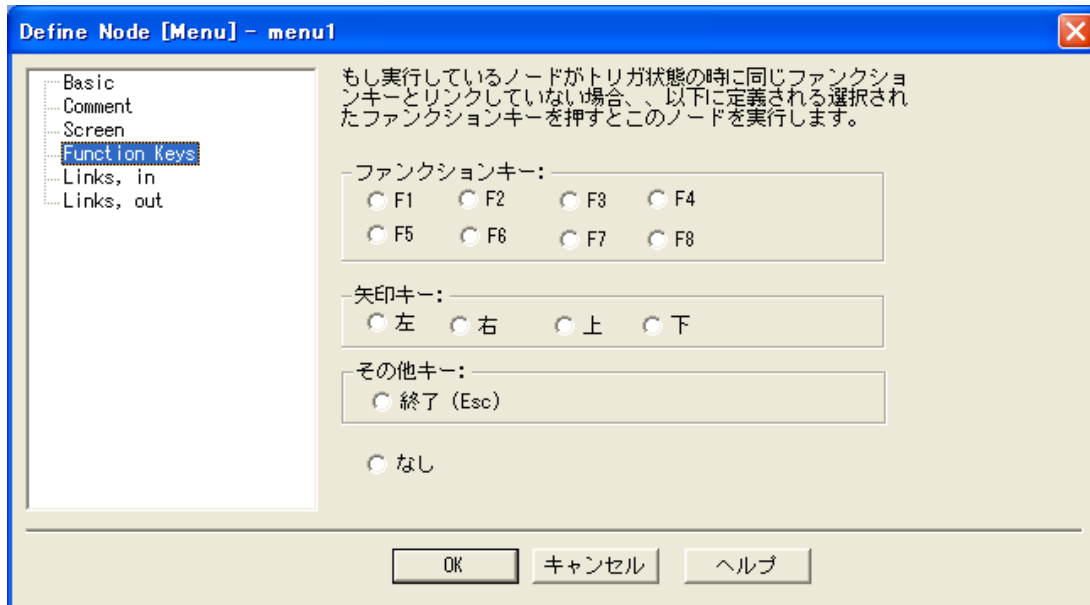 Define Node [Menu] - menu1
Basic
Comment
Screen
Function Keys
Links, in
Links, out
もし実行しているノードがトリガ状態の時に同じファンクショ
ンキーとリンクしていない場合、、以下に定義される選択され
たファンクションキーを押すとこのノードを実行します。
ファンクションキー:
F1 F2 F3 F4
F5 F6 F7 F8
矢印キー:
左 右 上 下
その他キー:
終了 (Esc)
なし
OK キャンセル ヘルプ